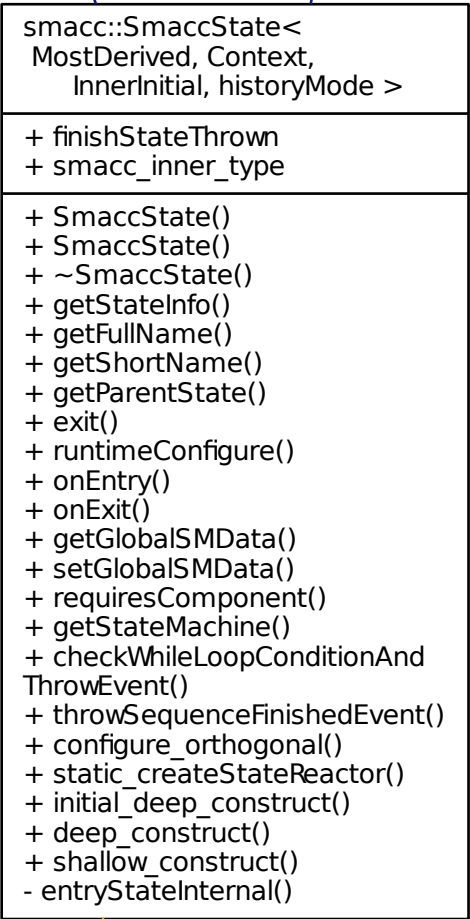 smacc::SmaccState<
MostDerived, Context,
InnerInitial, historyMode >
+ finishStateThrown
+ smacc_inner_type
+ SmaccState()
+ SmaccState()
+ ~SmaccState()
+ getStateInfo()
+ getFullName()
+ getShortName()
+ getParentState()
+ exit()
+ runtimeConfigure()
+ onEntry()
+ onExit()
+ getGlobalSMData()
+ setGlobalSMData()
+ requiresComponent()
+ getStateMachine()
+ checkWhileLoopConditionAnd
ThrowEvent()
+ throwSequenceFinishedEvent()
+ configure_orthogonal()
+ static_createStateReactor()
+ initial_deep_construct()
+ deep_construct()
+ shallow_construct()
- entryStateInternal()